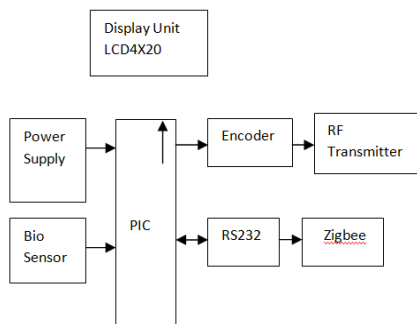 Display Unit
LCD4X20
Power
Supply
Encoder
RF
Transmitter
Bio
Sensor
PIC
RS232
Zigbee